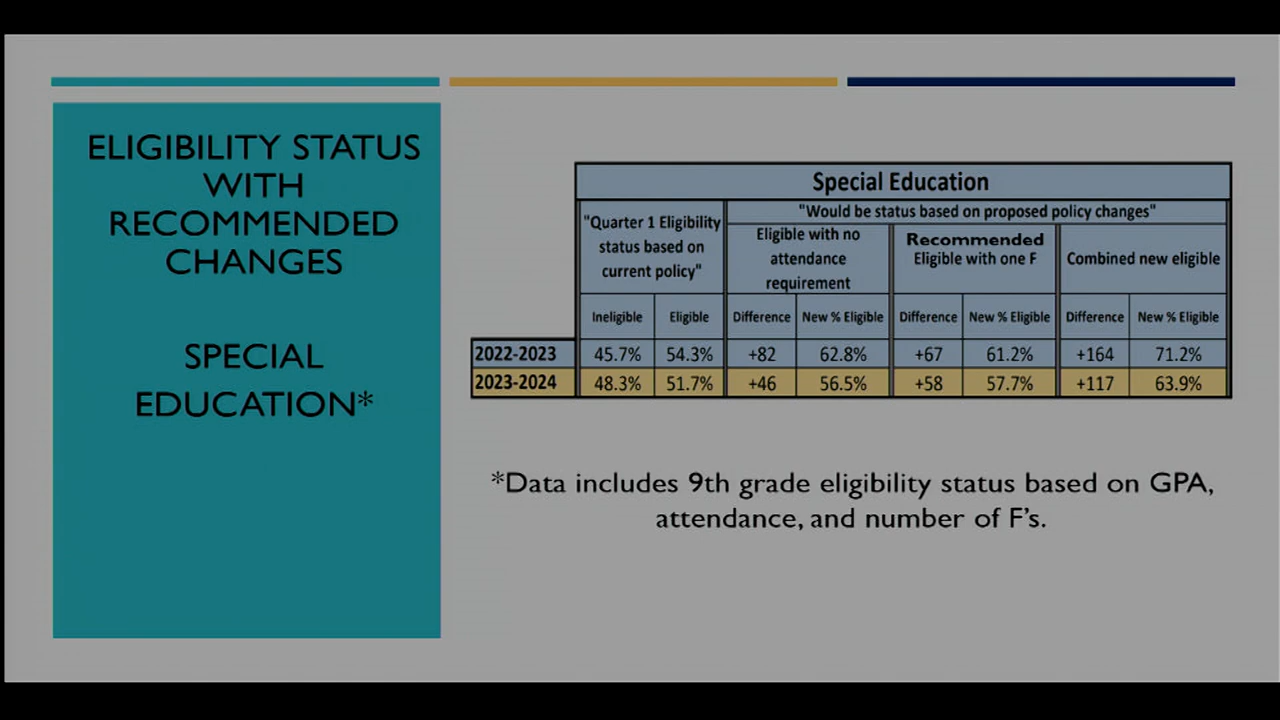 ELIGIBILITY STATUS
WITH
RECOMMENDED
CHANGES
SPECIAL
EDUCATION*
Special Education
"Quarter 1 Eligibility
status based on
current policy"
"Would be status based on proposed policy changes"
Eligible with no
attendance
requirement
Recommended
Eligible with one F
Combined new eligible
Ineligible Eligible Difference New % Eligible Difference New % Eligible Difference New % Eligible
2022-2023 45.7% 54.3% +82 62.8% +67 61.2% +164 71.2%
2023-2024 48.3% 51.7% +46 56.5% +58 57.7% +117 63.9%
*Data includes 9th grade eligibility status based on GPA,
attendance, and number of F's.